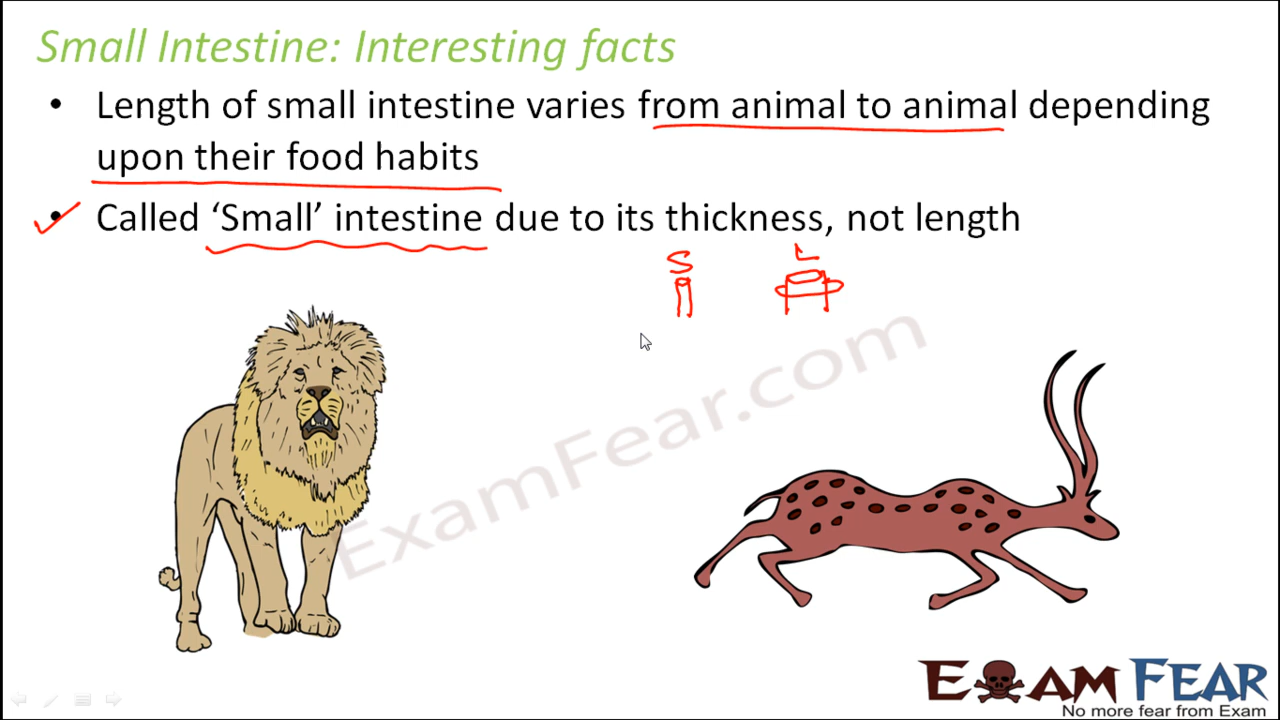 Small Intestine: Interesting facts
• Length of small intestine varies from animal to animal depending
upon their food habits
• Called ‘Small’ intestine due to its thickness, not length
S L
ExamFear.com
EXAM FEAR
No more fear from Exam